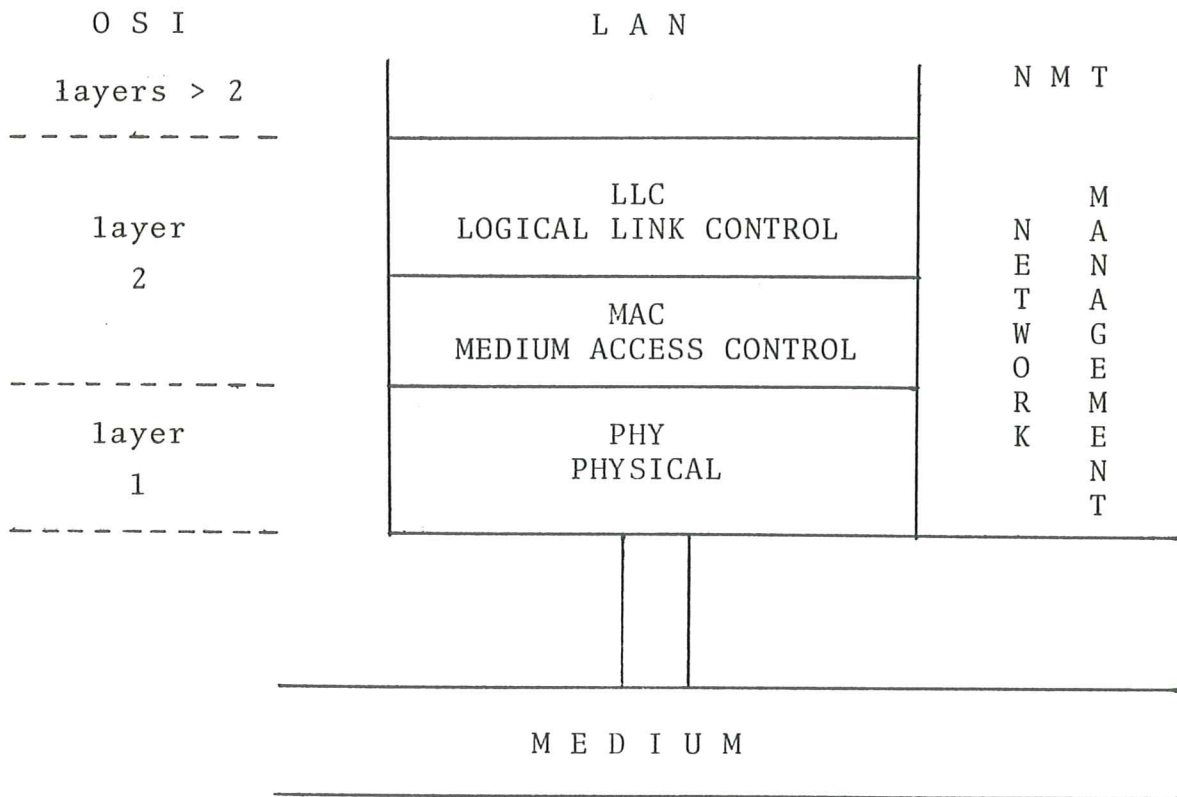 O S I
L A N
N M T
layers > 2
layer
2
layer
1
LLC
LOGICAL LINK CONTROL
MAC
MEDIUM ACCESS CONTROL
PHY
PHYSICAL
NETWORK
MANAGEMENT
M E D I U M